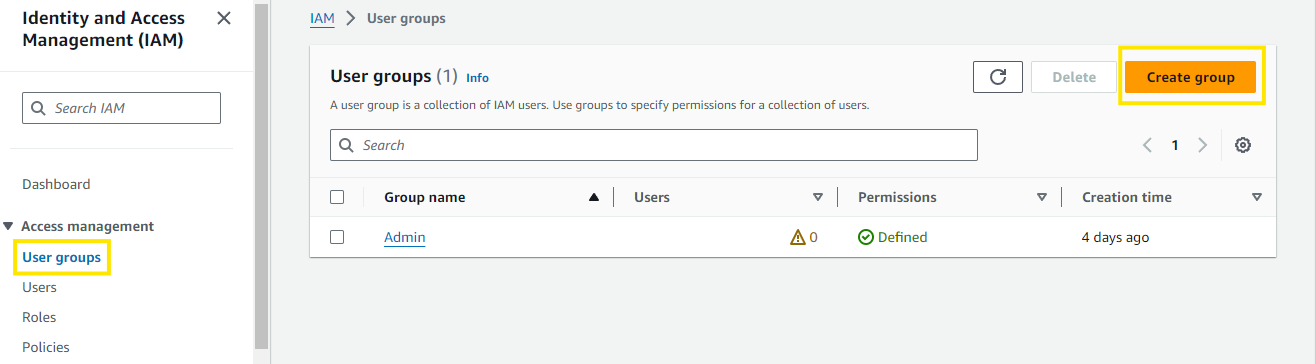 Identity and Access
Management (IAM)
Search IAM
Dashboard
Access management
User groups
Users
Roles
Policies
IAM > User groups
User groups (1) Info
Delete
Create group
A user group is a collection of IAM users. Use groups to specify permissions for a collection of users.
Search
1
Group name Users Permissions Creation time
Admin 0 Defined 4 days ago